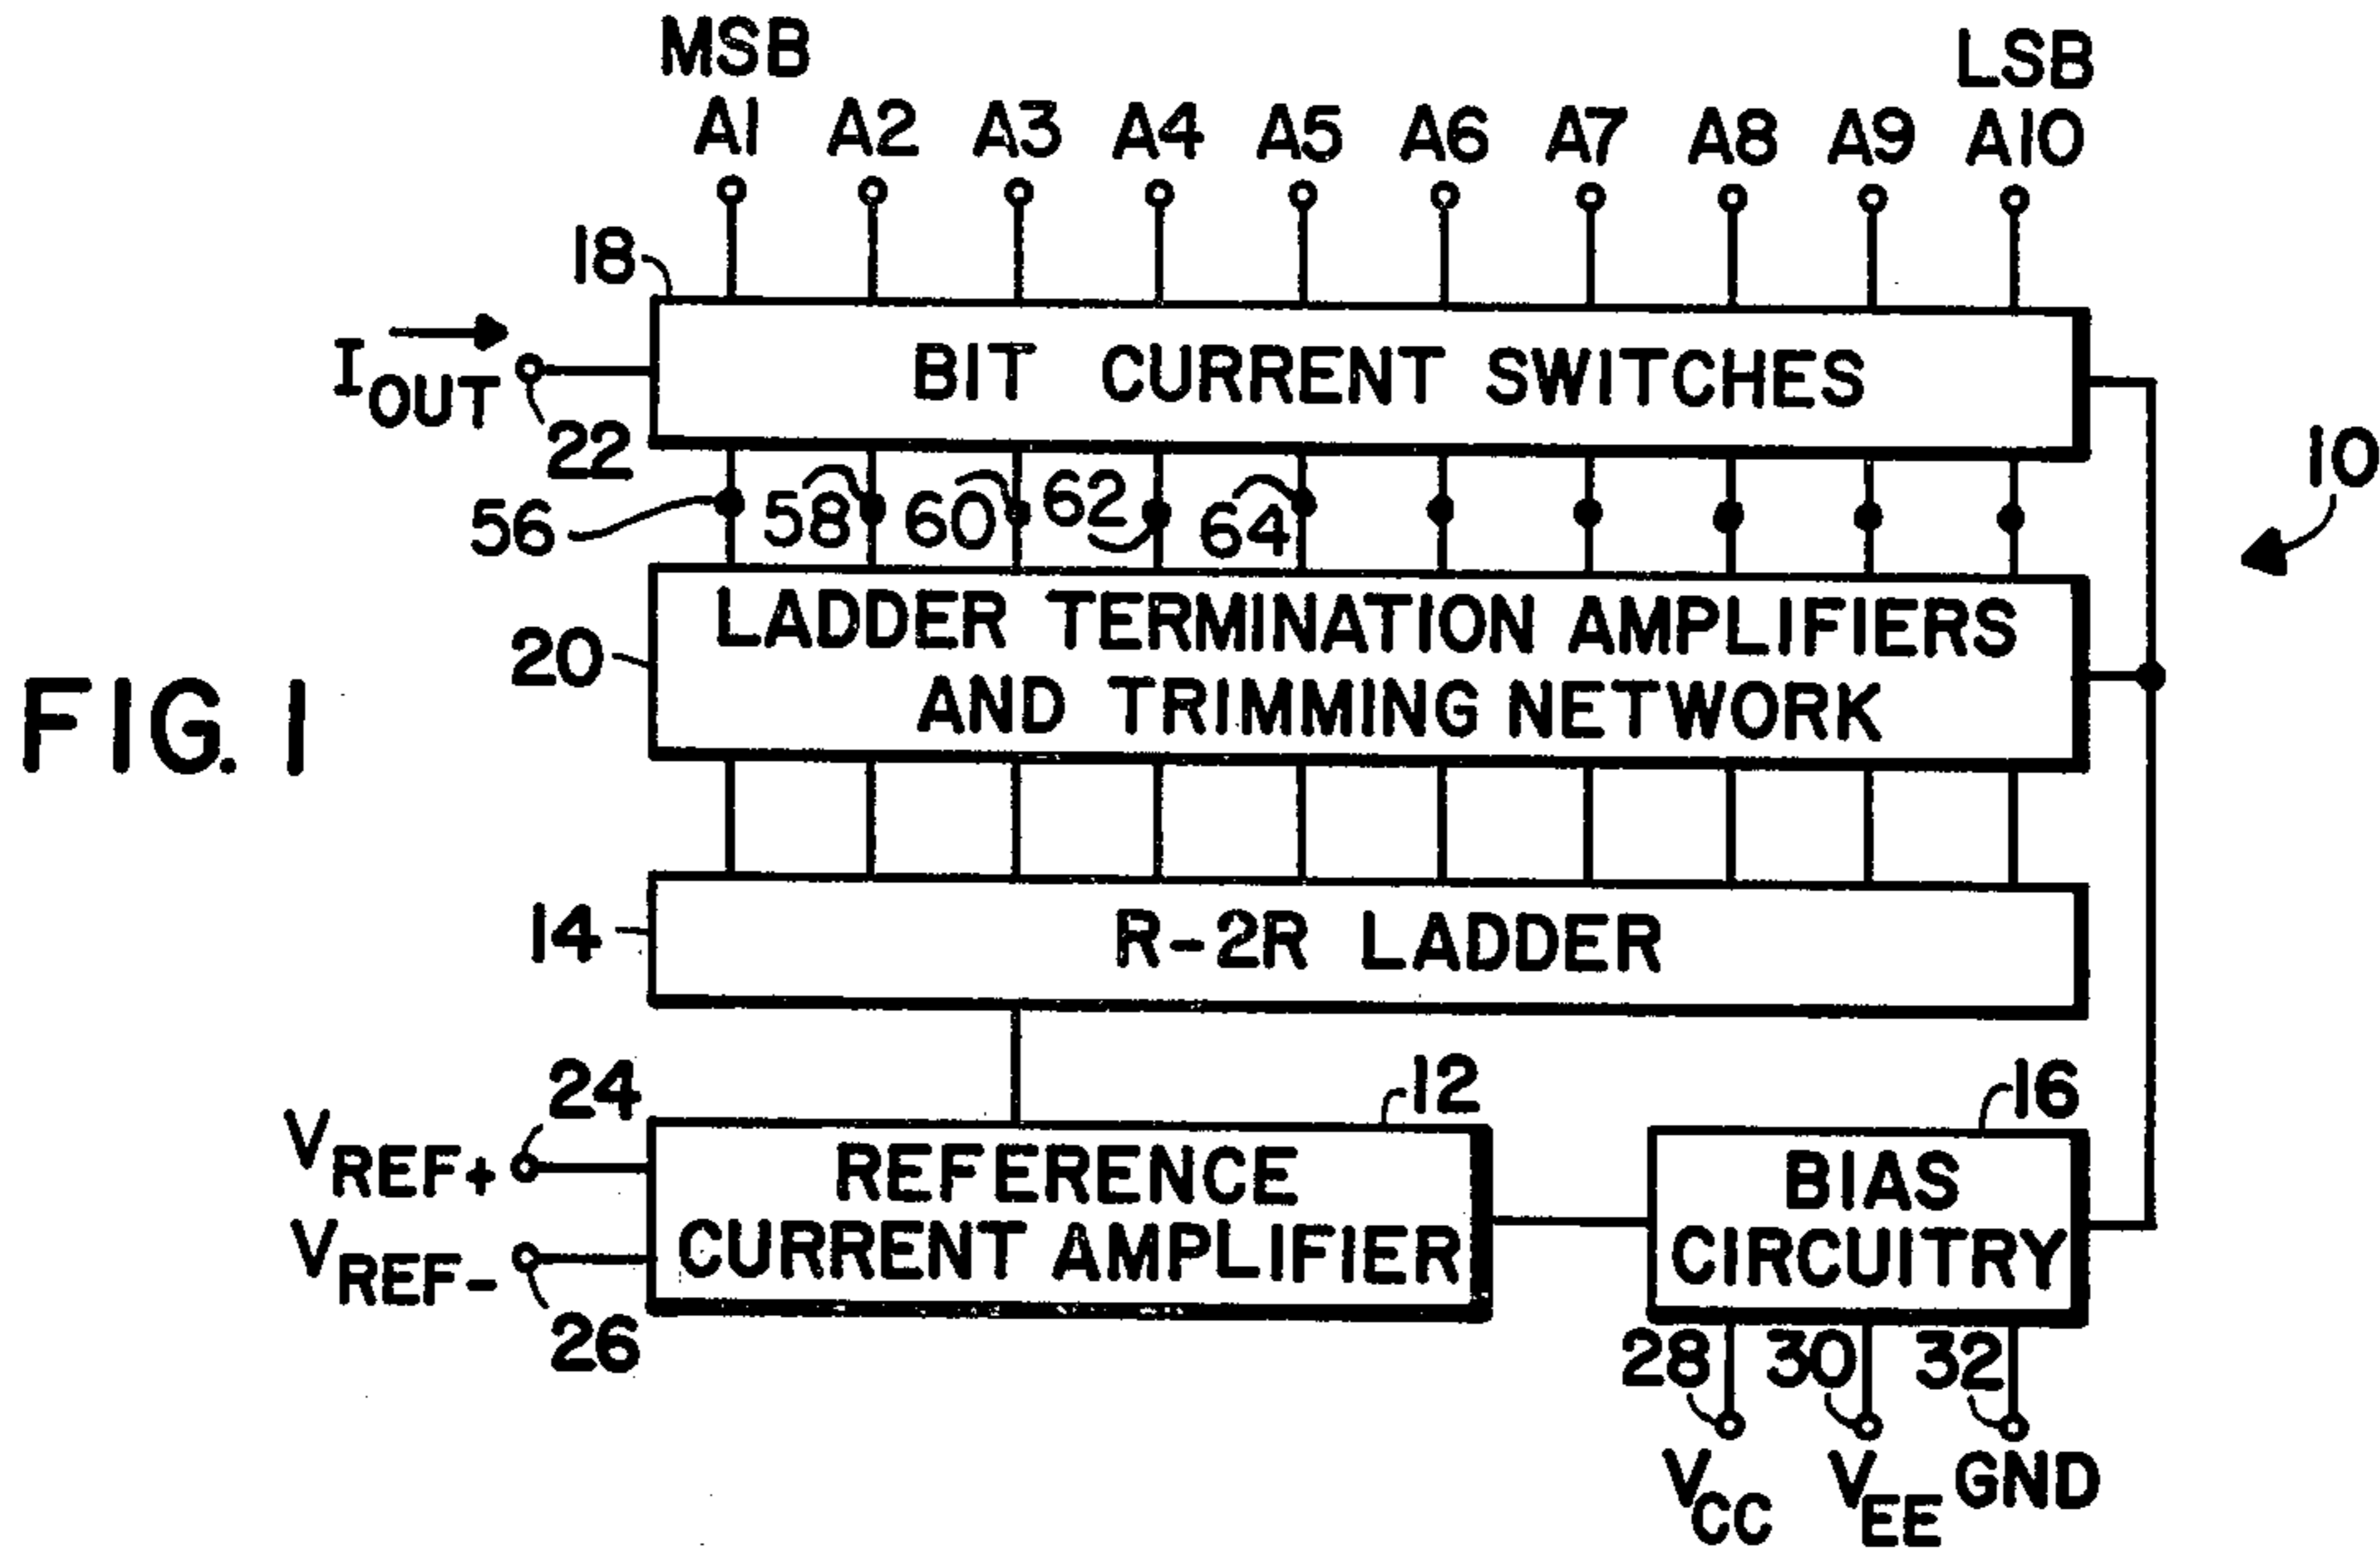 MSB LSB
A1 A2 A3 A4 A5 A6 A7 A8 A9 A10
18
IOUT
BIT CURRENT SWITCHES
22
10
56 58 60 62 64
LADDER TERMINATION AMPLIFIERS
20
AND TRIMMING NETWORK
FIG. 1
14
R-2R LADDER
24 12 16
VREF+
REFERENCE BIAS
VREF-
CURRENT AMPLIFIER CIRCUITRY
26
28 30 32
VCC VEE GND